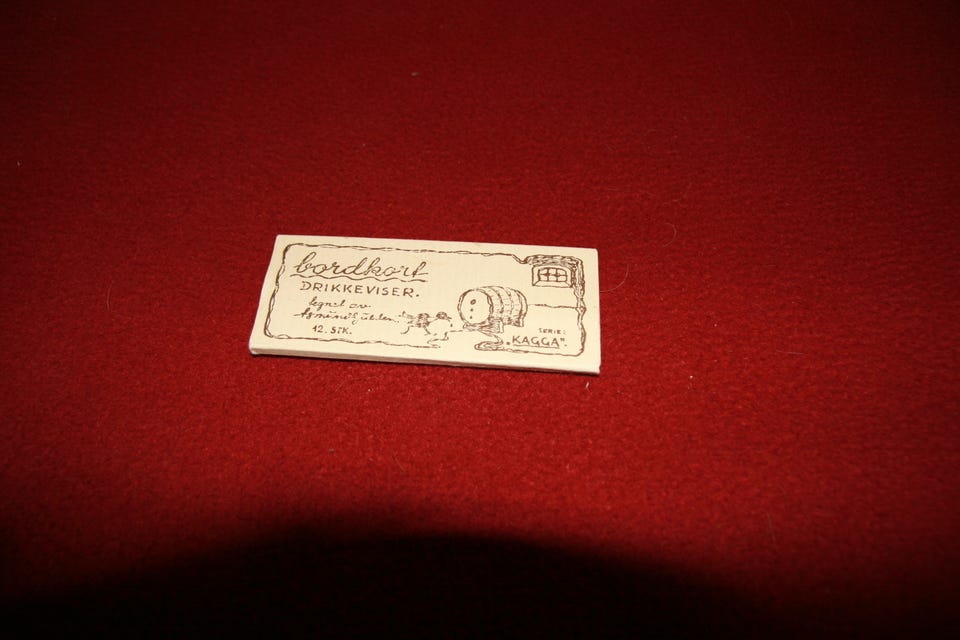 bordkort
DRIKKEVISER.
tegnet av
12. STK.
SERIE:
"KAGGA".